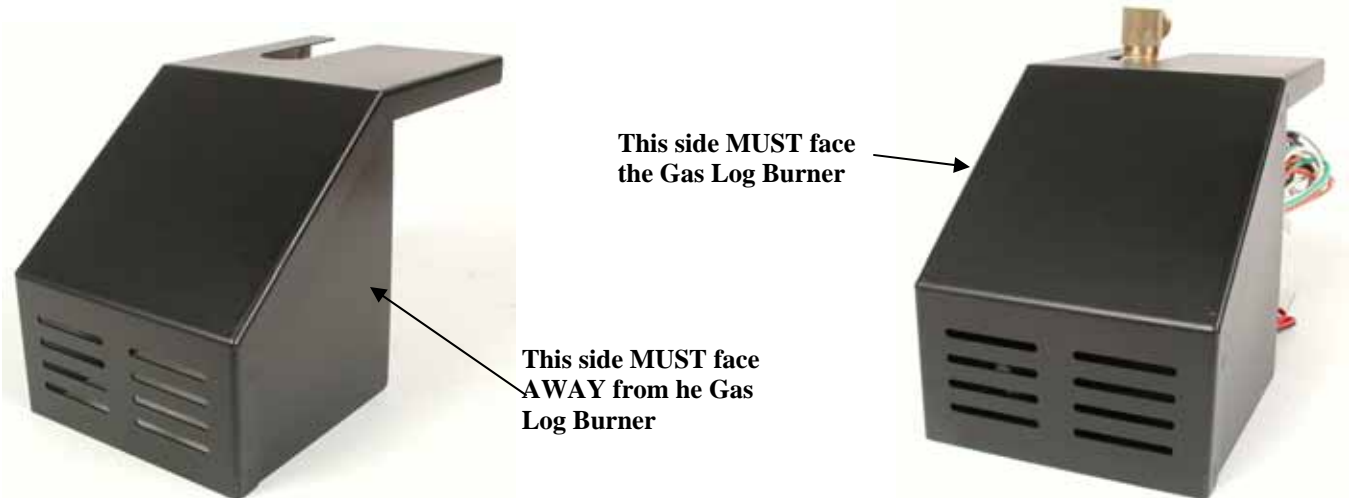 This side MUST face
the Gas Log Burner
This side MUST face
AWAY from he Gas
Log Burner